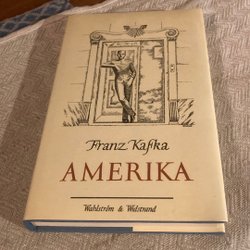 Franz Kafka
AMERIKA
Wahlström & Widstrand